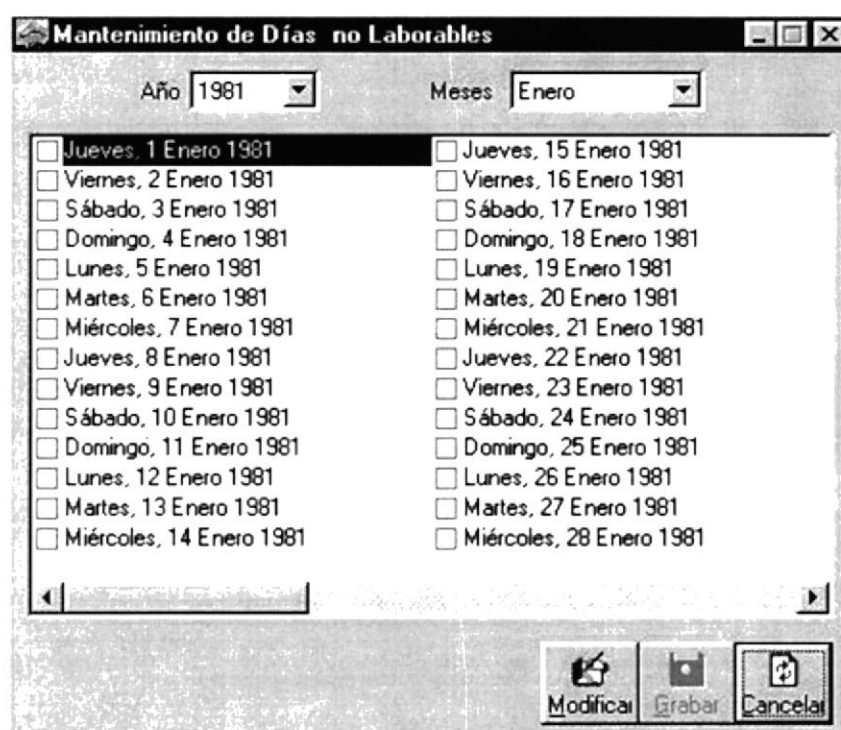 Mantenimiento de Días no Laborables
Año 1981 Meses Enero
Jueves, 1 Enero 1981
Viernes, 2 Enero 1981
Sábado, 3 Enero 1981
Domingo, 4 Enero 1981
Lunes, 5 Enero 1981
Martes, 6 Enero 1981
Miércoles, 7 Enero 1981
Jueves, 8 Enero 1981
Viernes, 9 Enero 1981
Sábado, 10 Enero 1981
Domingo, 11 Enero 1981
Lunes, 12 Enero 1981
Martes, 13 Enero 1981
Miércoles, 14 Enero 1981
Jueves, 15 Enero 1981
Viernes, 16 Enero 1981
Sábado, 17 Enero 1981
Domingo, 18 Enero 1981
Lunes, 19 Enero 1981
Martes, 20 Enero 1981
Miércoles, 21 Enero 1981
Jueves, 22 Enero 1981
Viernes, 23 Enero 1981
Sábado, 24 Enero 1981
Domingo, 25 Enero 1981
Lunes, 26 Enero 1981
Martes, 27 Enero 1981
Miércoles, 28 Enero 1981
Modificar Grabar Cancelar